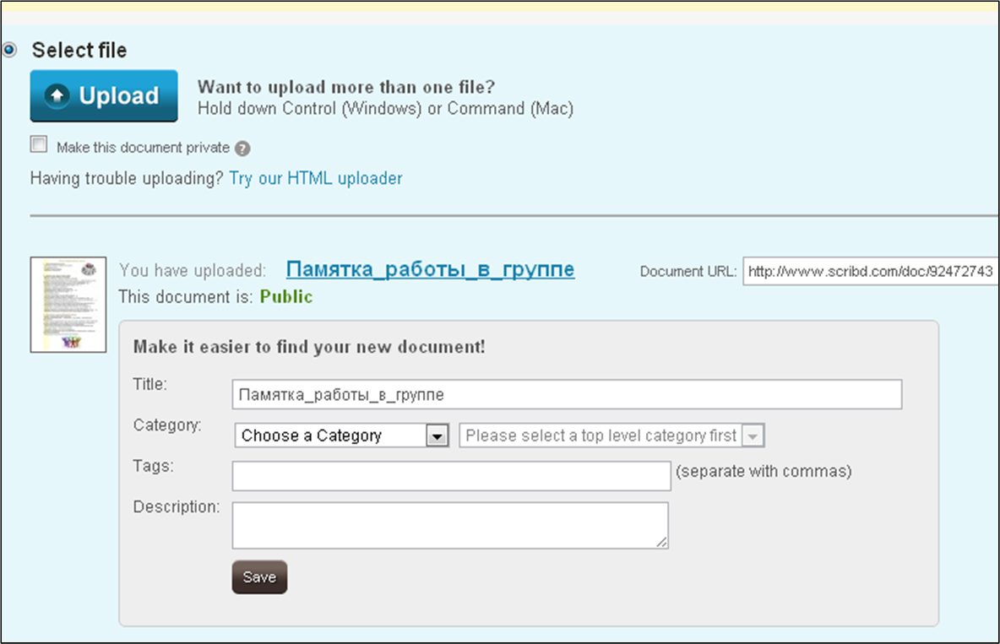 Select file
Upload
Want to upload more than one file?
Hold down Control (Windows) or Command (Mac)
Make this document private ?
Having trouble uploading? Try our HTML uploader
You have uploaded: Памятка_работы_в_группе
Document URL: http://www.scribd.com/doc/92472743
This document is: Public
Make it easier to find your new document!
Title: Памятка_работы_в_группе
Category: Choose a Category Please select a top level category first
Tags: (separate with commas)
Description:
Save